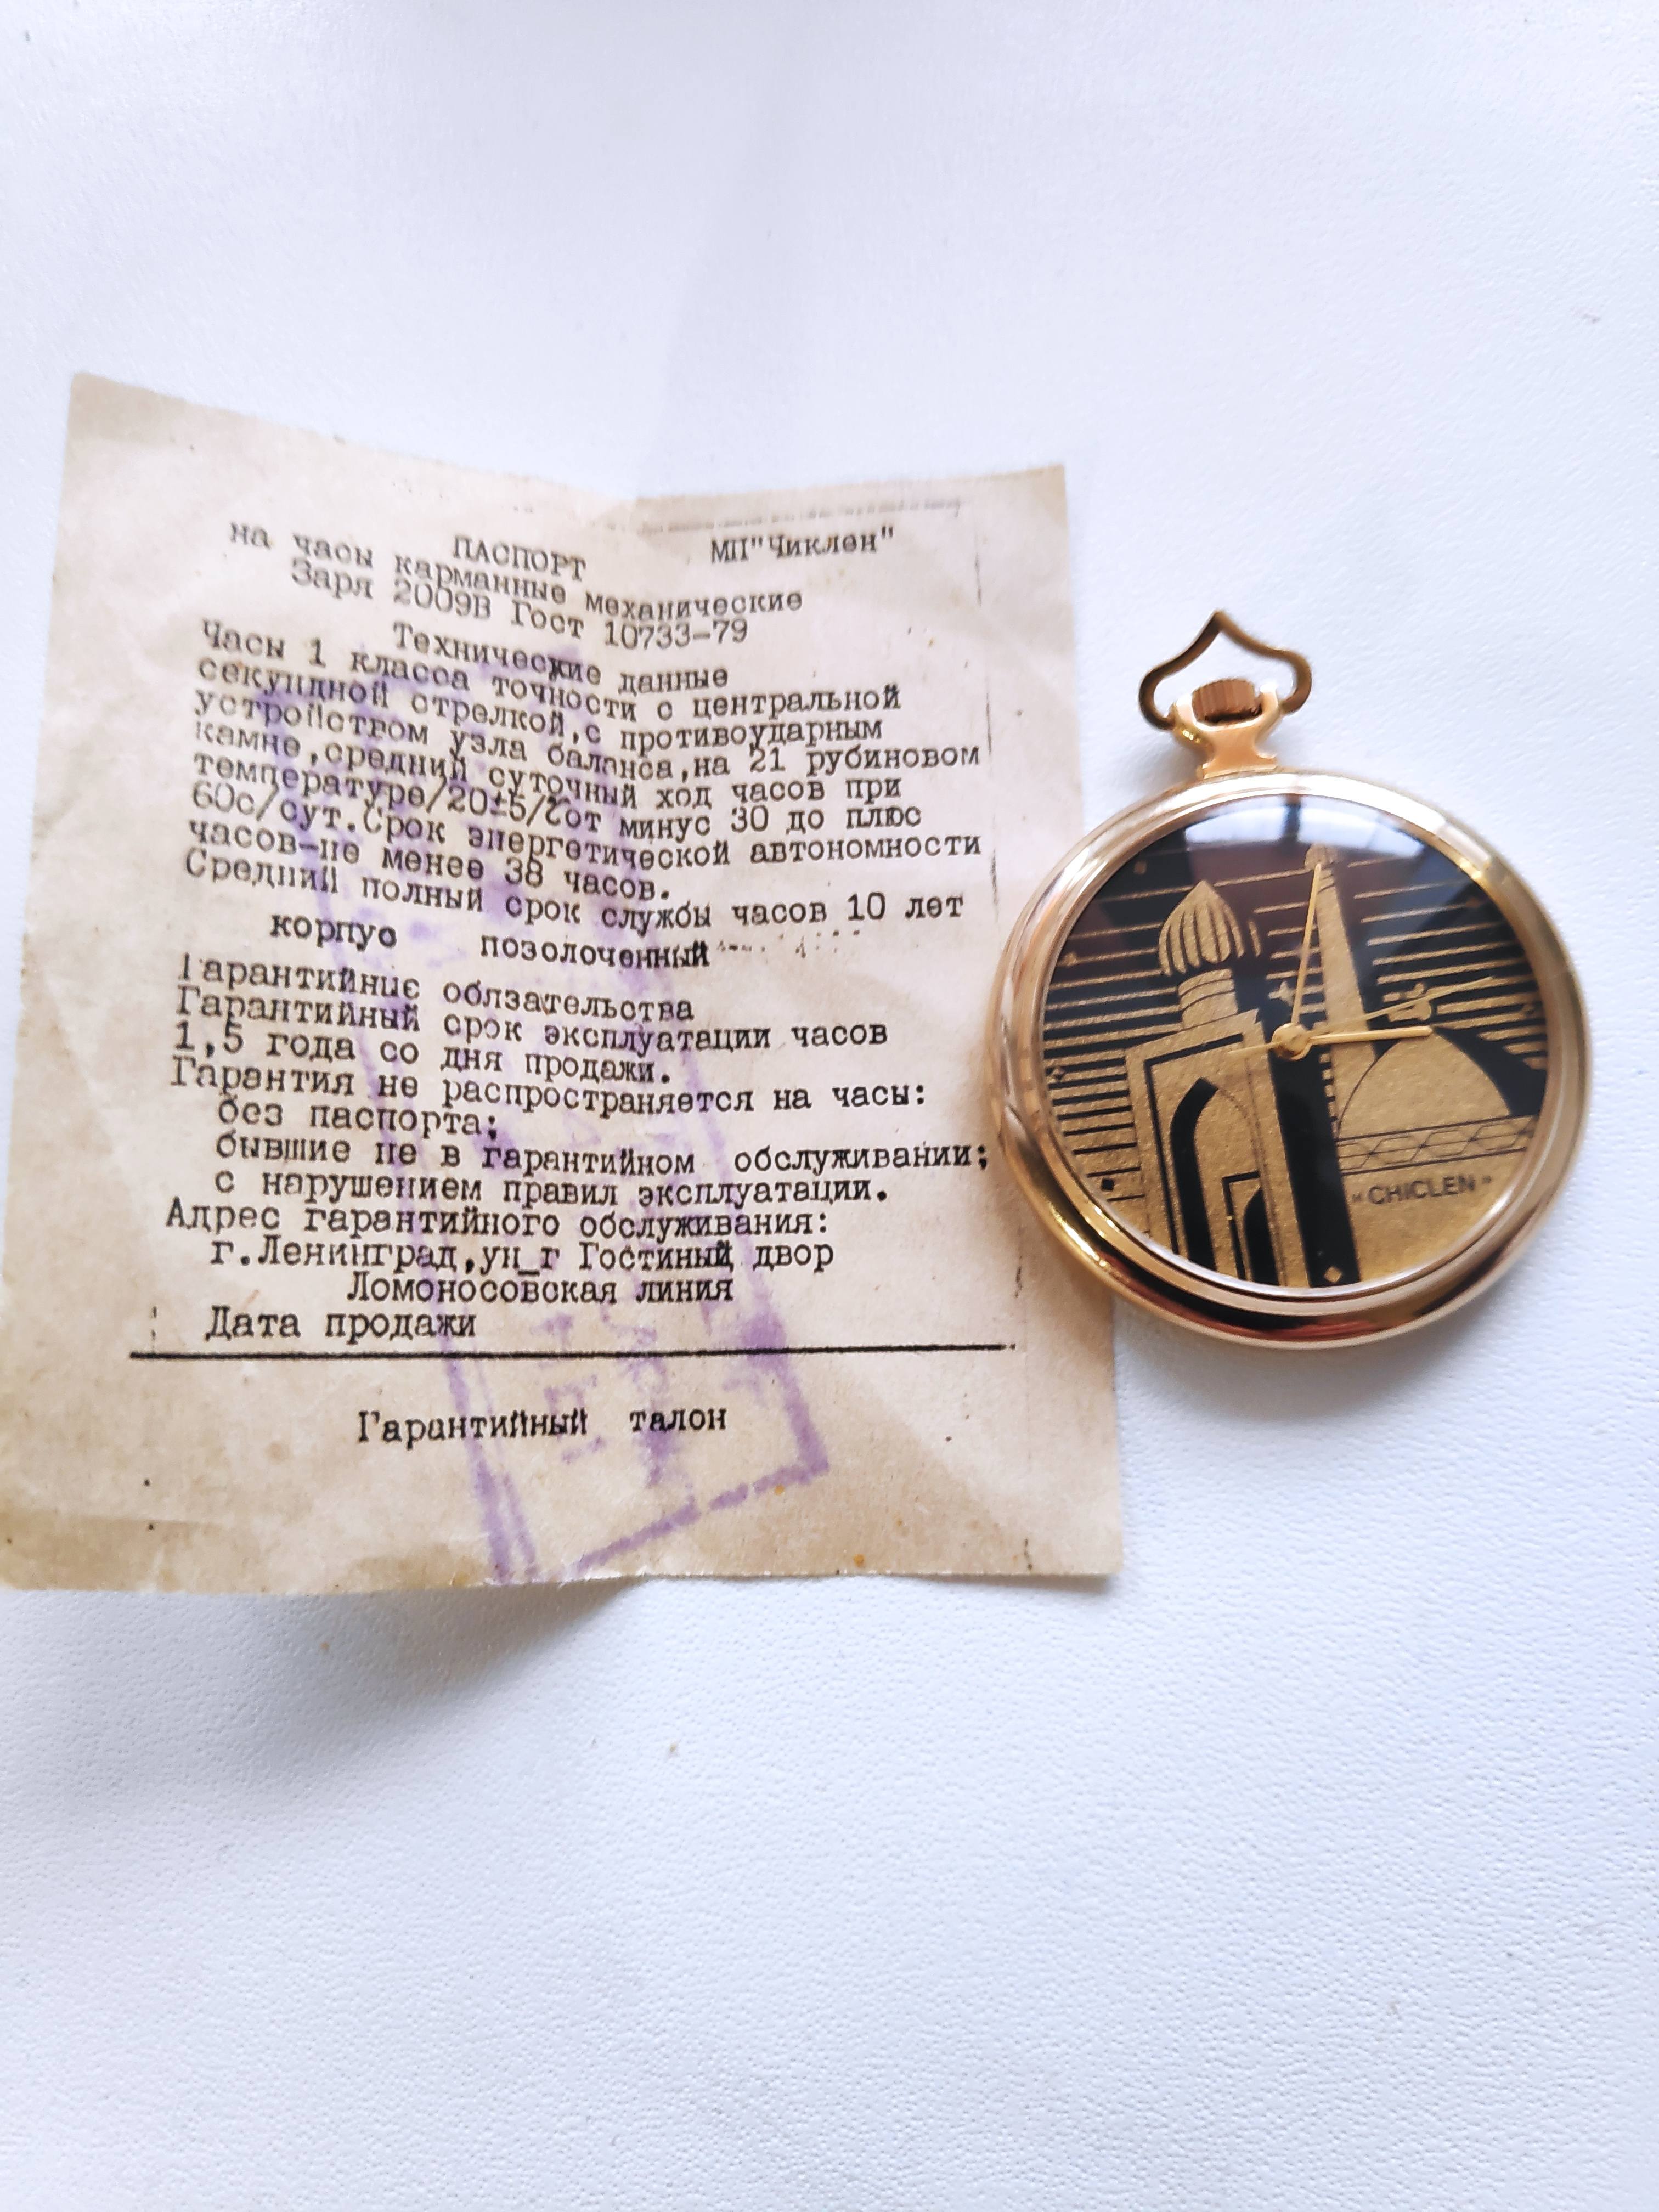 ПАСПОРТ МП"Чиклен"
на часы карманные механические
Заря 2009В Гост 10733-79
Технические данные
Часы 1 класса точности с центральной
секундной стрелкой,с противоударным
устройством узла баланса,на 21 рубиновом
камне,средний суточный ход часов при
температуре/20±5/°С от минус 30 до плюс
60с/сут.Срок энергетической автономности
часов-не менее 38 часов.
Средний полный срок службы часов 10 лет
корпус позолоченный
Гарантийные обязательства
Гарантийный срок эксплуатации часов
1,5 года со дня продажи.
Гарантия не распространяется на часы:
без паспорта;
бывшие не в гарантийном обслуживании;
с нарушением правил эксплуатации.
Адрес гарантийного обслуживания:
г.Ленинград,ун_г Гостиный двор
Ломоносовская линия
Дата продажи
Гарантийный талон
"CHICLEN"